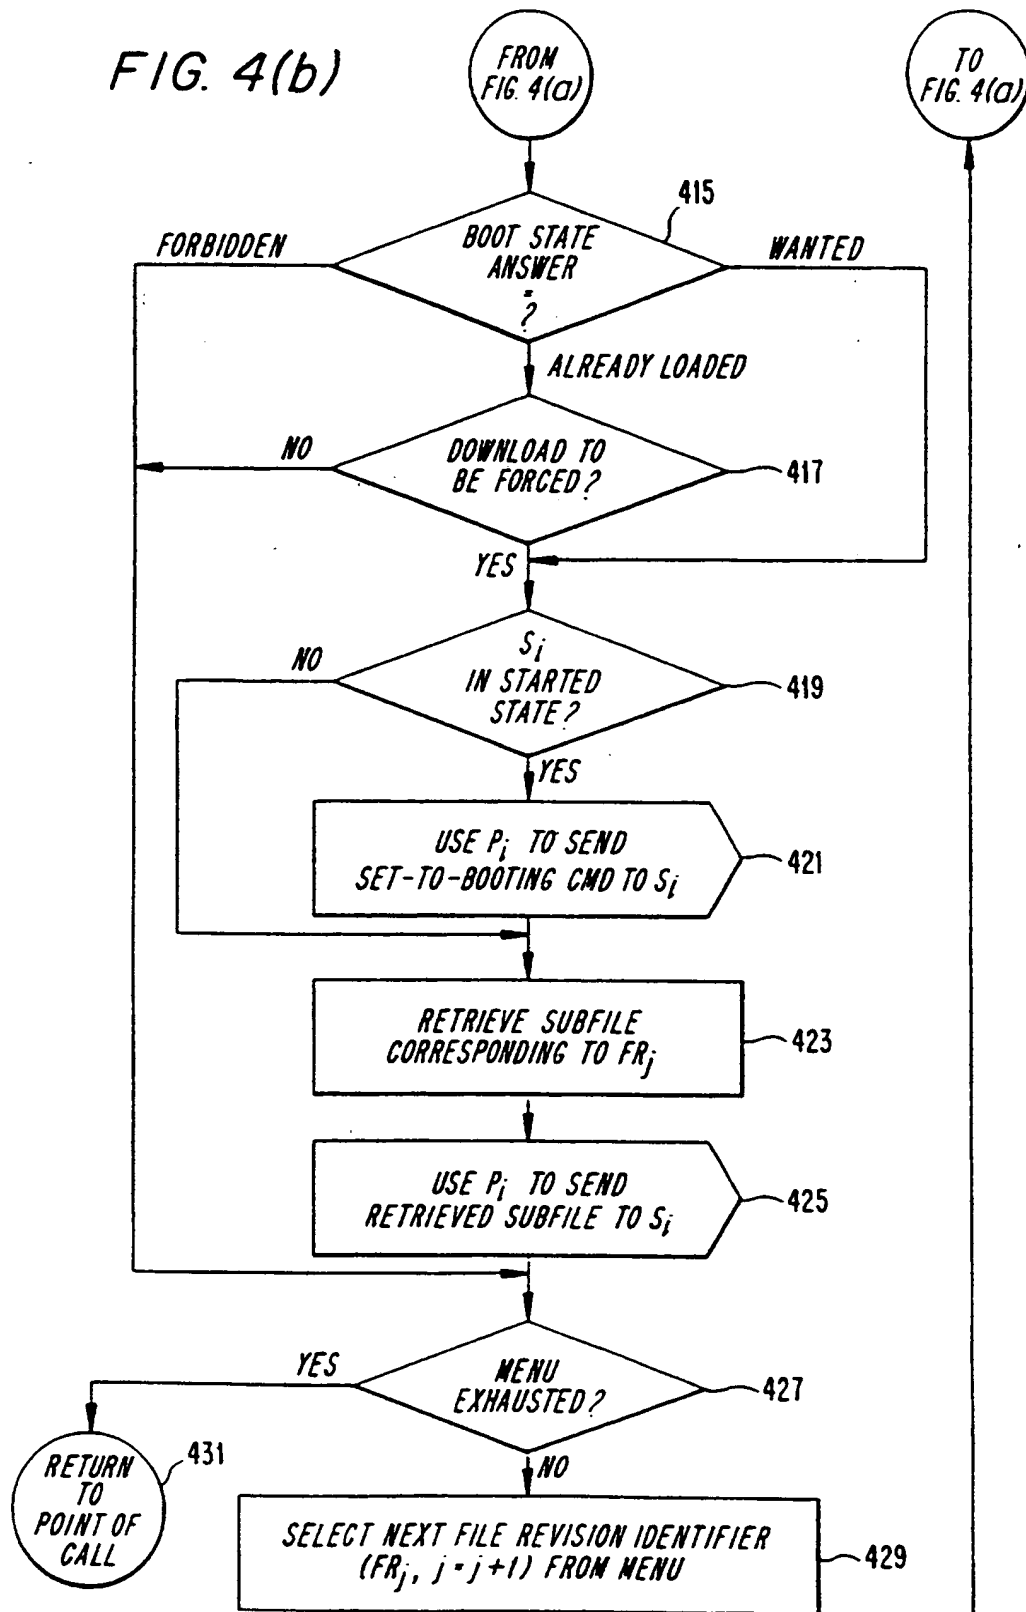 FIG. 4(b)
FROM
FIG. 4(a)
TO
FIG. 4(a)
415
FORBIDDEN
BOOT STATE
ANSWER
=
?
WANTED
ALREADY LOADED
NO
DOWNLOAD TO
BE FORCED?
417
YES
NO
Si
IN STARTED
STATE?
419
YES
USE Pi TO SEND
SET-TO-BOOTING CMD TO Si
421
RETRIEVE SUBFILE
CORRESPONDING TO FRj
423
USE Pi TO SEND
RETRIEVED SUBFILE TO Si
425
YES
MENU
EXHAUSTED?
427
NO
RETURN
TO
POINT OF
CALL
431
SELECT NEXT FILE REVISION IDENTIFIER
(FRj, j=j+1) FROM MENU
429